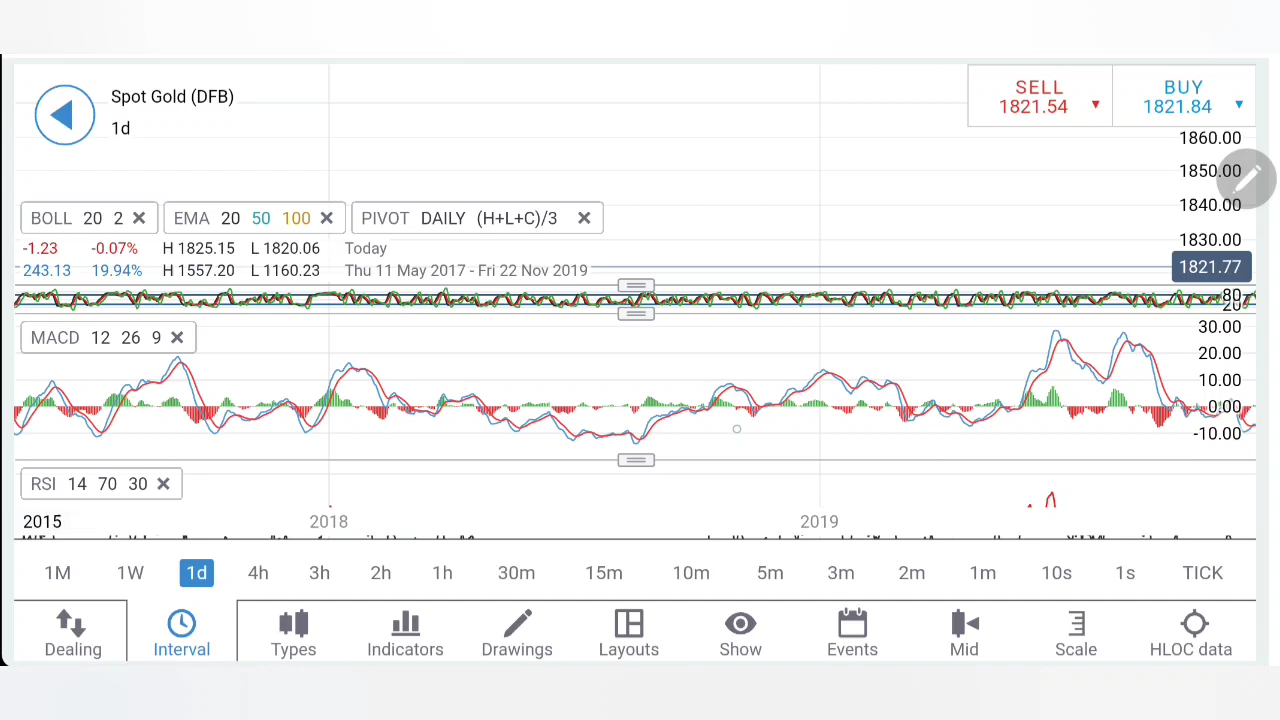 Spot Gold (DFB)
1d
SELL
1821.54
BUY
1821.84
1860.00
1850.00
1840.00
1830.00
1821.77
BOLL 20 2
EMA 20 50 100
PIVOT DAILY (H+L+C)/3
-1.23 -0.07% H 1825.15 L 1820.06 Today
243.13 19.94% H 1557.20 L 1160.23 Thu 11 May 2017 - Fri 22 Nov 2019
80
20
MACD 12 26 9
30.00
20.00
10.00
0.00
-10.00
RSI 14 70 30
2015 2018 2019
1M 1W 1d 4h 3h 2h 1h 30m 15m 10m 5m 3m 2m 1m 10s 1s TICK
Dealing Interval Types Indicators Drawings Layouts Show Events Mid Scale HLOC data